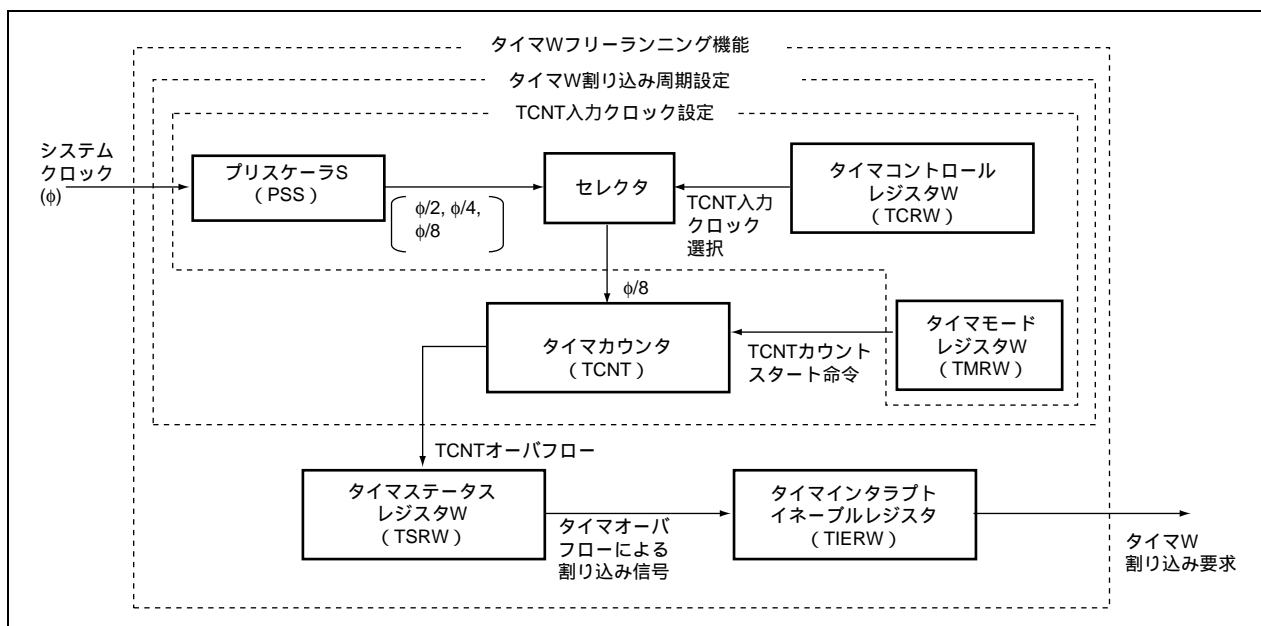 タイマWフリーランニング機能
タイマW割り込み周期設定
TCNT入力クロック設定
システム
クロック
(φ)
プリスケーラS
(PSS)
φ/2, φ/4,
φ/8
セレクタ
TCNT入力
クロック
選択
タイマコントロール
レジスタW
(TCRW)
φ/8
タイマカウンタ
(TCNT)
TCNTカウント
スタート命令
タイマモード
レジスタW
(TMRW)
TCNTオーバフロー
タイマステータス
レジスタW
(TSRW)
タイマオーバ
フローによる
割り込み信号
タイマインタラプト
イネーブルレジスタ
(TIERW)
タイマW
割り込み要求